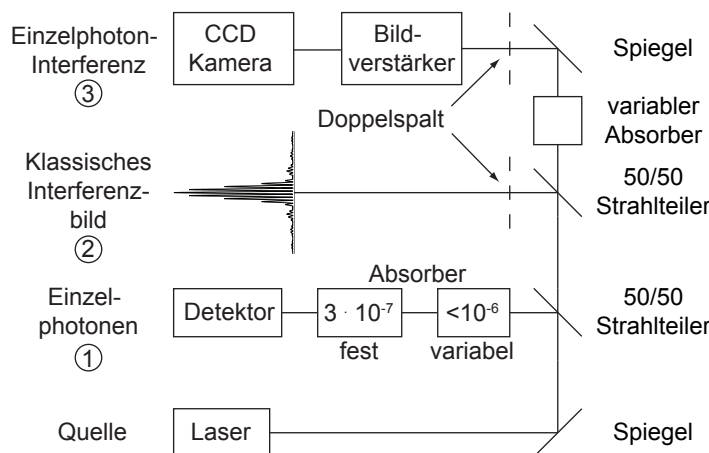 Einzelphoton-
Interferenz
③
CCD
Kamera
Bild-
verstärker
Spiegel
variabler
Absorber
Doppelspalt
Klassisches
Interferenz-
bild
②
50/50
Strahlteiler
Einzel-
photonen
①
Absorber
Detektor
3 · 10⁻⁷
<10⁻⁶
fest
variabel
50/50
Strahlteiler
Quelle
Laser
Spiegel